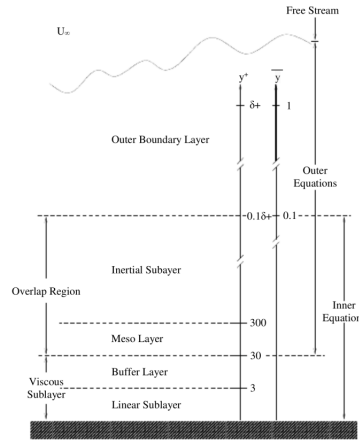 Free Stream
U∞
y⁺
y
δ+
1
Outer Boundary Layer
Outer
Equations
0.1δ+
0.1
Inertial Subayer
Overlap Region
Inner
Equation
300
Meso Layer
30
Buffer Layer
Viscous
Sublayer
3
Linear Sublayer